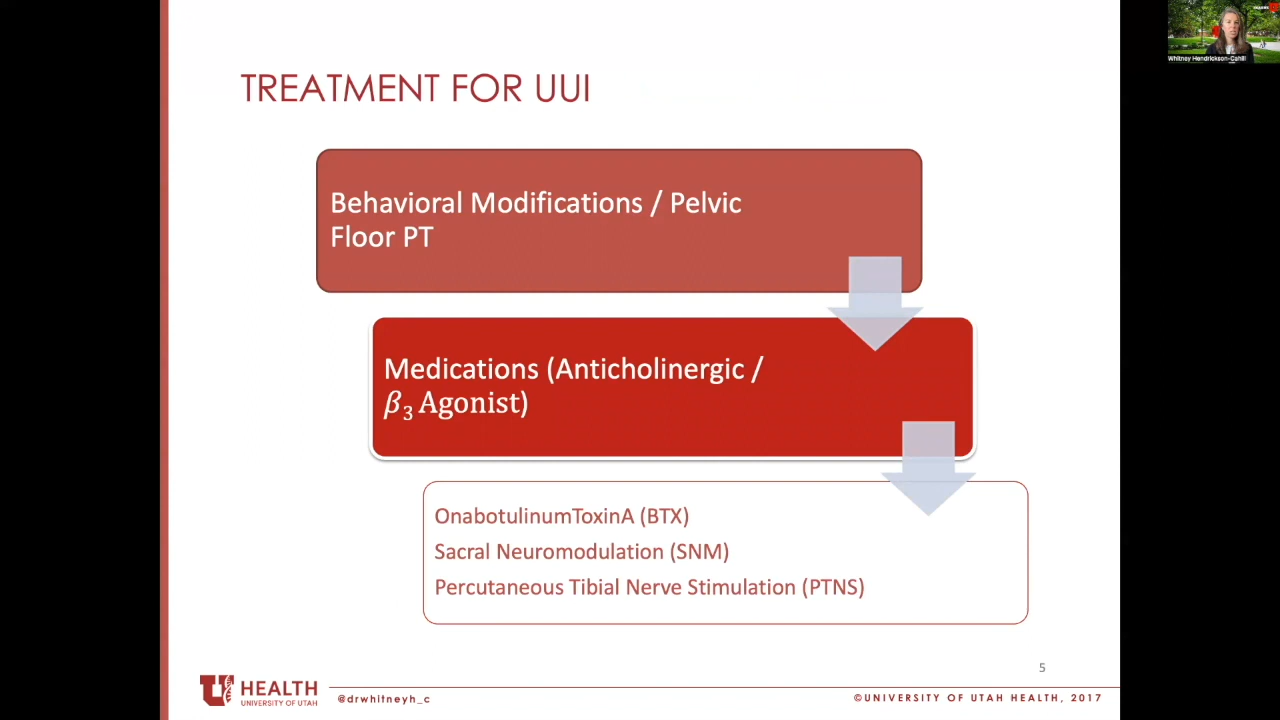 Whitney Hendrickson-Cahill
TREATMENT FOR UUI
Behavioral Modifications / Pelvic
Floor PT
Medications (Anticholinergic /
β₃ Agonist)
OnabotulinumToxinA (BTX)
Sacral Neuromodulation (SNM)
Percutaneous Tibial Nerve Stimulation (PTNS)
5
U HEALTH
UNIVERSITY OF UTAH
@drwhitneyh_c
©UNIVERSITY OF UTAH HEALTH, 2017